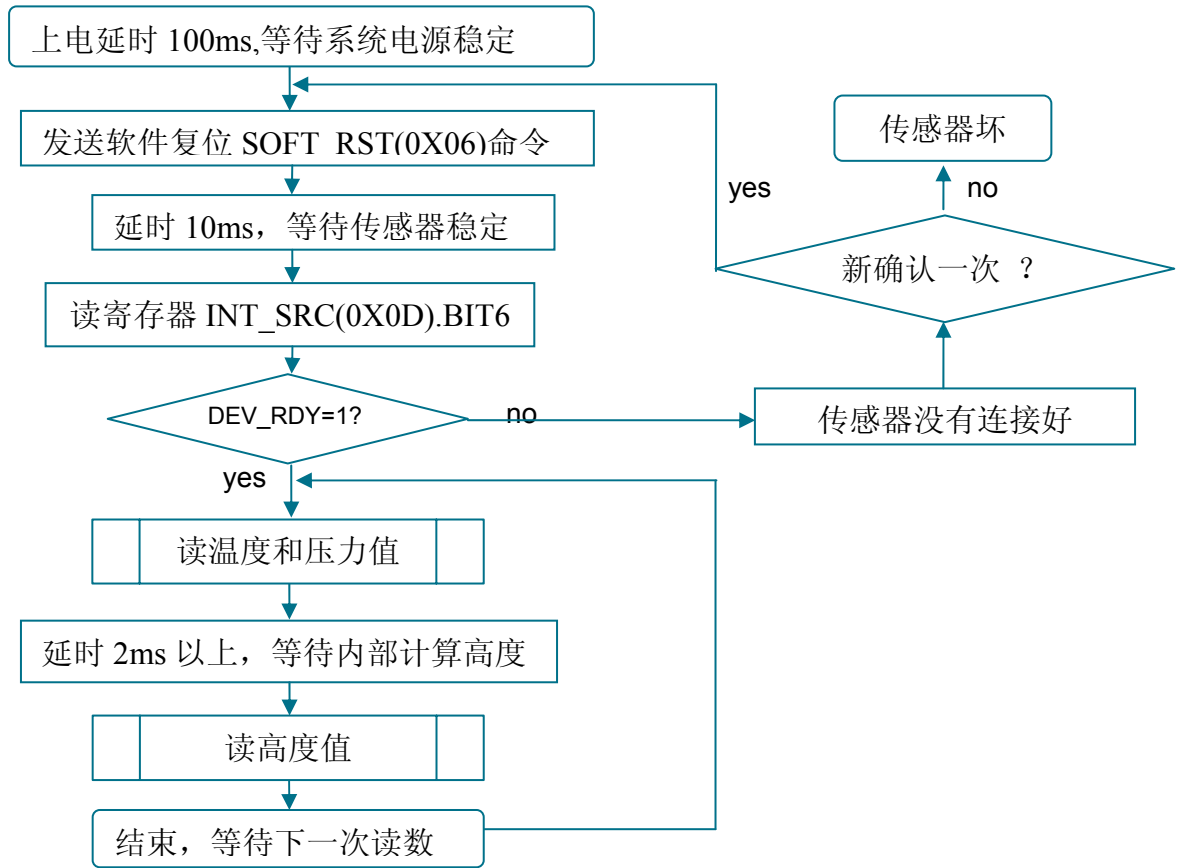 上电延时 100ms,等待系统电源稳定
发送软件复位 SOFT_RST(0X06)命令
延时 10ms，等待传感器稳定
读寄存器 INT_SRC(0X0D).BIT6
DEV_RDY=1?
no
传感器没有连接好
新确认一次 ？
yes
no
传感器坏
yes
读温度和压力值
延时 2ms 以上，等待内部计算高度
读高度值
结束，等待下一次读数